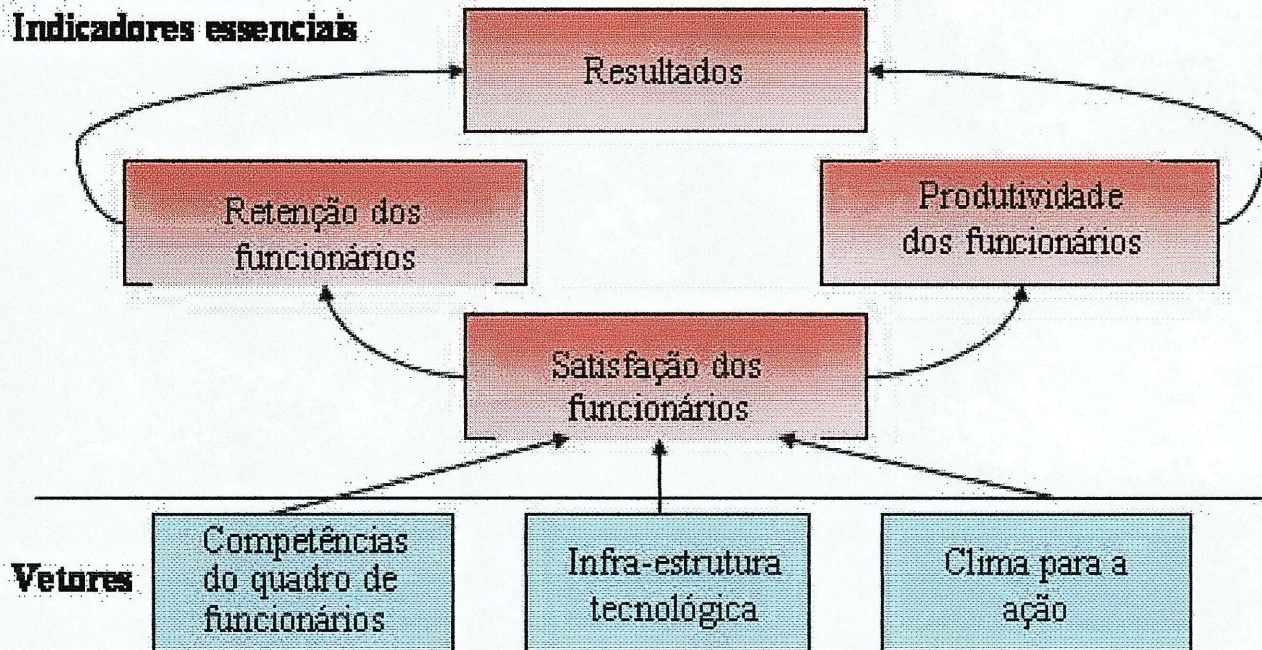 Indicadores essenciais
Resultados
Retenção dos
funcionários
Produtividade
dos funcionários
Satisfação dos
funcionários
Vetores
Competências
do quadro de
funcionários
Infra-estrutura
tecnológica
Clima para a
ação